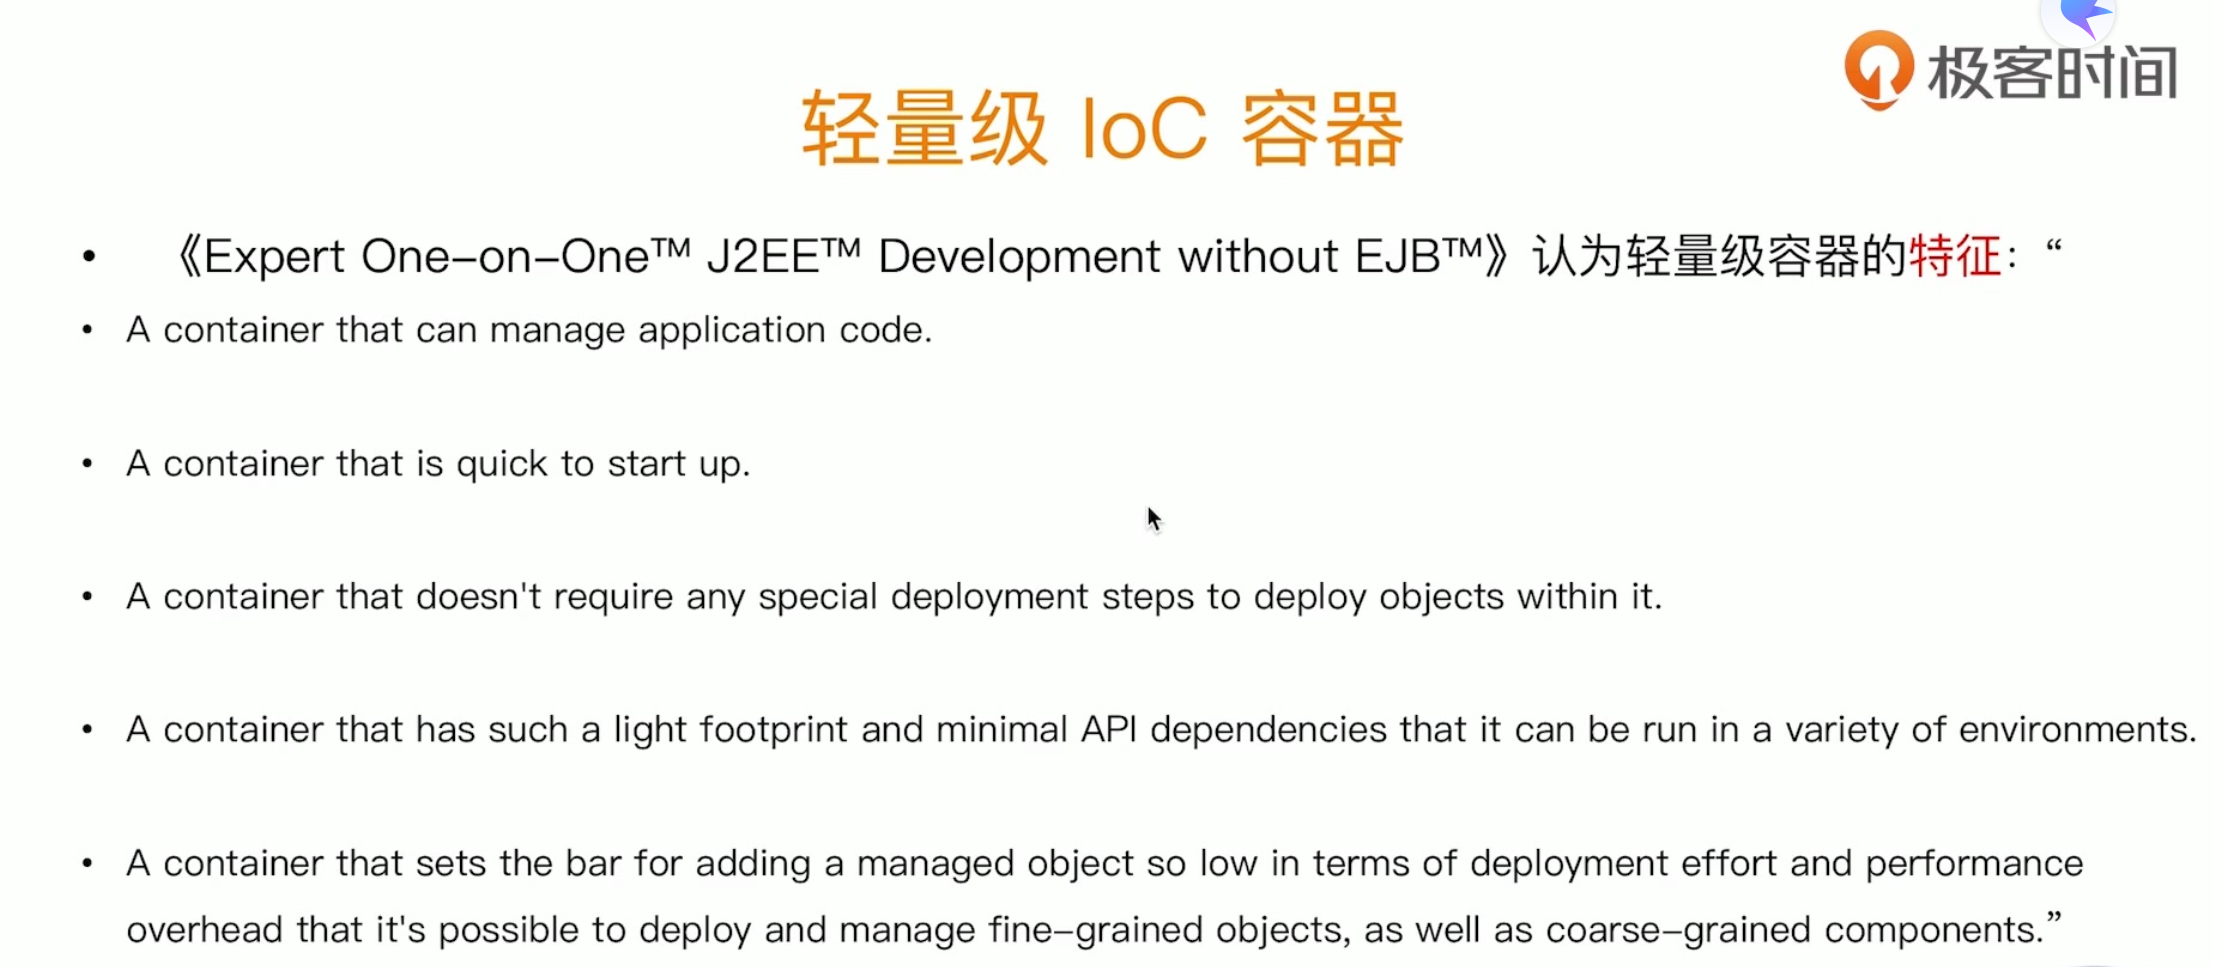 极客时间
轻量级 IoC 容器
• 《Expert One–on–One™ J2EE™ Development without EJB™》认为轻量级容器的特征：“
• A container that can manage application code.
• A container that is quick to start up.
• A container that doesn't require any special deployment steps to deploy objects within it.
• A container that has such a light footprint and minimal API dependencies that it can be run in a variety of environments.
• A container that sets the bar for adding a managed object so low in terms of deployment effort and performance
overhead that it's possible to deploy and manage fine–grained objects, as well as coarse–grained components.”